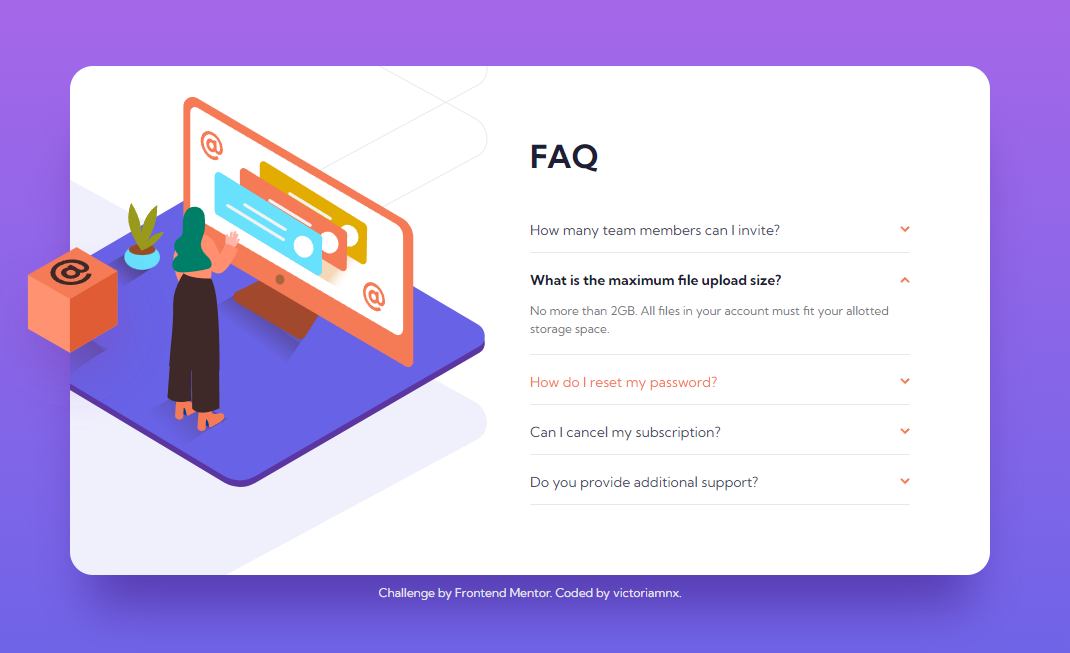 @
@
@
FAQ
How many team members can I invite?
What is the maximum file upload size?
No more than 2GB. All files in your account must fit your allotted
storage space.
How do I reset my password?
Can I cancel my subscription?
Do you provide additional support?
Challenge by Frontend Mentor. Coded by victoriamnx.